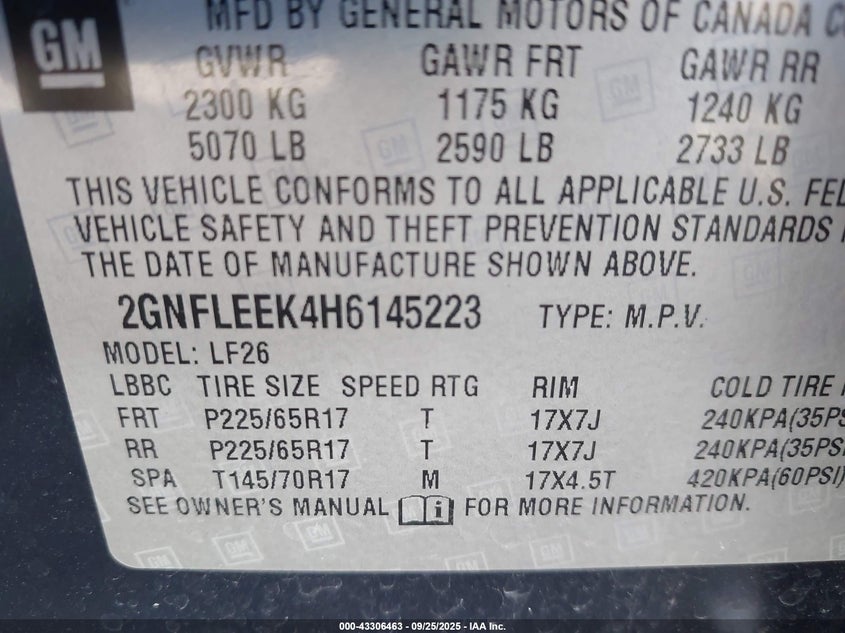 GM
MFD BY GENERAL MOTORS OF CANADA
GVWR GAWR FRT GAWR RR
2300 KG 1175 KG 1240 KG
5070 LB 2590 LB 2733 LB
THIS VEHICLE CONFORMS TO ALL APPLICABLE U.S. FED
VEHICLE SAFETY AND THEFT PREVENTION STANDARDS
THE DATE OF MANUFACTURE SHOWN ABOVE.
2GNFLEEK4H6145223 TYPE: M.P.V.
MODEL: LF26
LBBC TIRE SIZE SPEED RTG RIM COLD TIRE
FRT P225/65R17 T 17X7J 240KPA(35PS
RR P225/65R17 T 17X7J 240KPA(35PSI
SPA T145/70R17 M 17X4.5T 420KPA(60PSI)
SEE OWNER'S MANUAL FOR MORE INFORMATION.
000-43306463 - 09/25/2025 - IAA Inc.